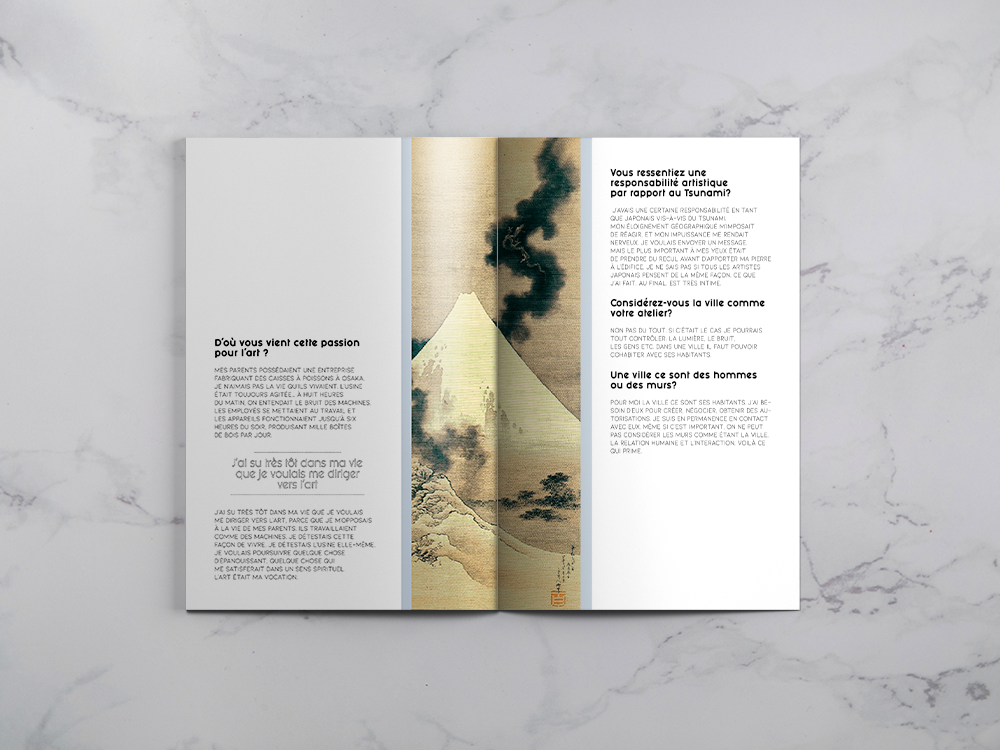 D'où vous vient cette passion
pour l'art ?
MES PARENTS POSSÉDAIENT UNE ENTREPRISE
FABRIQUANT DES CAISSES À POISSONS À OSAKA.
JE N'AIMAIS PAS LA VIE QU'ILS VIVAIENT. L'USINE
ÉTAIT TOUJOURS AGITÉE... À HUIT HEURES
DU MATIN, ON ENTENDAIT LE BRUIT DES MACHINES,
LES EMPLOYÉS SE METTAIENT AU TRAVAIL ET
LES APPAREILS FONCTIONNAIENT JUSQU'À SIX
HEURES DU SOIR, PRODUISANT MILLE BOÎTES
DE BOIS PAR JOUR.
J'ai su très tôt dans ma vie
que je voulais me diriger
vers l'art
J'AI SU TRÈS TÔT DANS MA VIE QUE JE VOULAIS
ME DIRIGER VERS L'ART, PARCE QUE JE M'OPPOSAIS
À LA VIE DE MES PARENTS. ILS TRAVAILLAIENT
COMME DES MACHINES, JE DÉTESTAIS CETTE
FAÇON DE VIVRE, JE DÉTESTAIS L'USINE ELLE-MÊME.
JE VOULAIS POURSUIVRE QUELQUE CHOSE
D'ÉPANOUISSANT, QUELQUE CHOSE QUI
ME SATISFERAIT DANS UN SENS SPIRITUEL.
L'ART ÉTAIT MA VOCATION.
Vous ressentiez une
responsabilité artistique
par rapport au Tsunami?
J'AVAIS UNE CERTAINE RESPONSABILITÉ EN TANT
QUE JAPONAIS VIS-À-VIS DU TSUNAMI.
MON ÉLOIGNEMENT GÉOGRAPHIQUE M'IMPOSAIT
DE RÉAGIR, ET MON IMPUISSANCE ME RENDAIT
NERVEUX. JE VOULAIS ENVOYER UN MESSAGE
MAIS LE PLUS IMPORTANT À MES YEUX ÉTAIT
DE PRENDRE DU RECUL AVANT D'APPORTER MA PIERRE
À L'ÉDIFICE. JE NE SAIS PAS SI TOUS LES ARTISTES
JAPONAIS PENSENT DE LA MÊME FAÇON. CE QUE
J'AI FAIT, AU FINAL, EST TRÈS INTIME.
Considérez-vous la ville comme
votre atelier?
NON PAS DU TOUT. SI C'ÉTAIT LE CAS JE POURRAIS
TOUT CONTRÔLER, LA LUMIÈRE, LE BRUIT,
LES GENS ETC. DANS UNE VILLE IL FAUT POUVOIR
COHABITER AVEC SES HABITANTS.
Une ville ce sont des hommes
ou des murs?
POUR MOI LA VILLE CE SONT SES HABITANTS. J'AI BE-
SOIN D'EUX POUR CRÉER, NÉGOCIER, OBTENIR DES AU-
TORISATIONS. JE SUIS EN PERMANENCE EN CONTACT
AVEC EUX, MÊME SI C'EST IMPORTANT, ON NE PEUT
PAS CONSIDERER LES MURS COMME ÉTANT LA VILLE.
LA RELATION HUMAINE ET L'INTERACTION, VOILÀ CE
QUI PRIME.